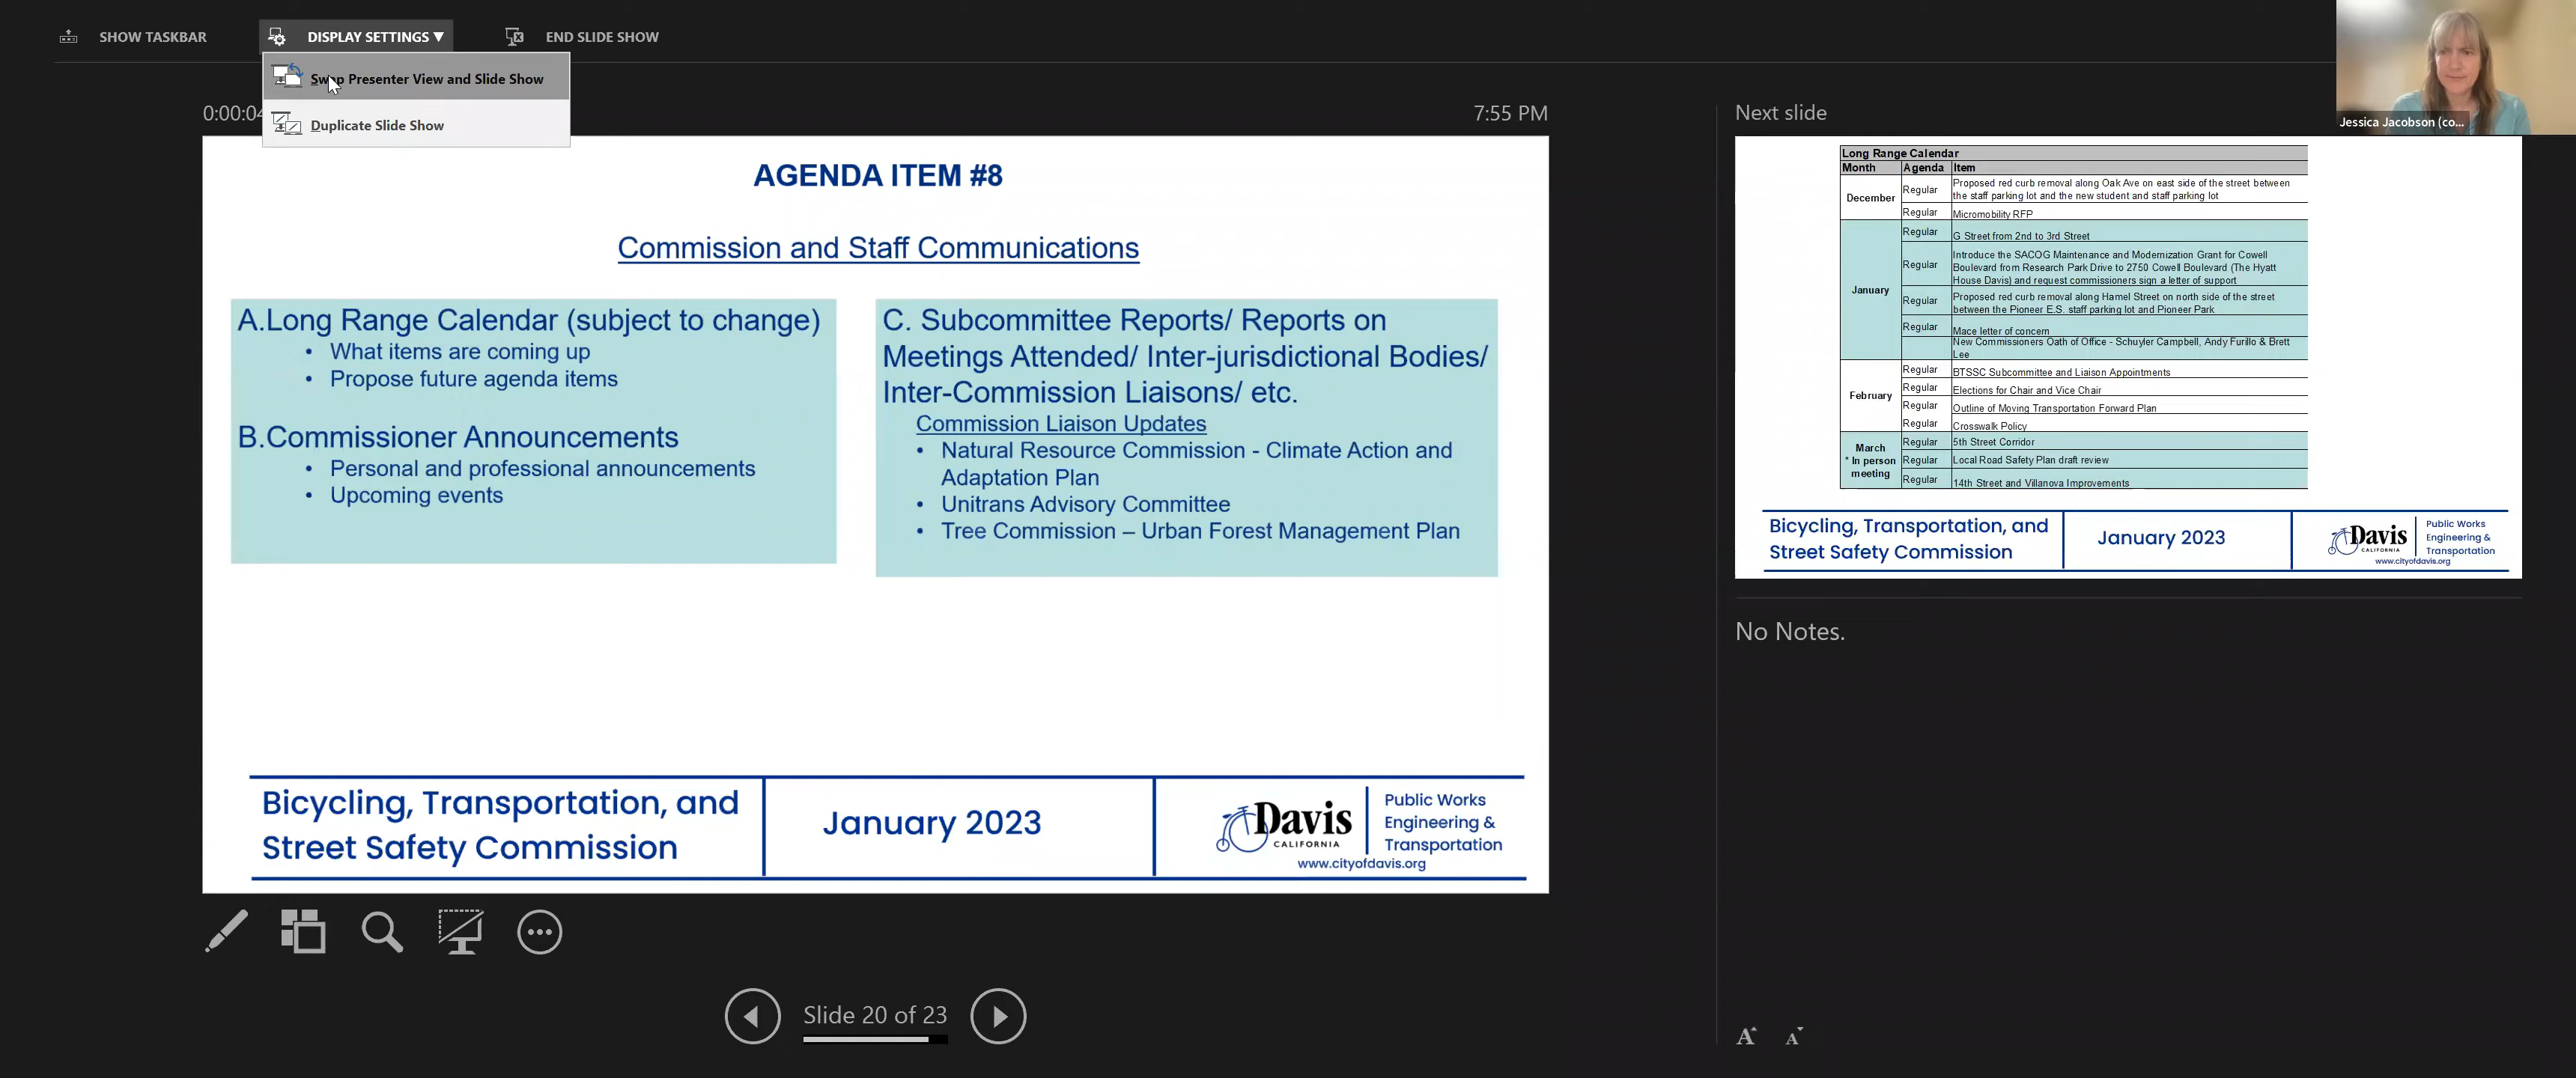 SHOW TASKBAR
DISPLAY SETTINGS ▼
END SLIDE SHOW
Swap Presenter View and Slide Show
Duplicate Slide Show
0:00:04
7:55 PM
AGENDA ITEM #8
Commission and Staff Communications
A.Long Range Calendar (subject to change)
• What items are coming up
• Propose future agenda items
B.Commissioner Announcements
• Personal and professional announcements
• Upcoming events
C. Subcommittee Reports/ Reports on
Meetings Attended/ Inter-jurisdictional Bodies/
Inter-Commission Liaisons/ etc.
Commission Liaison Updates
• Natural Resource Commission - Climate Action and
Adaptation Plan
• Unitrans Advisory Committee
• Tree Commission – Urban Forest Management Plan
Bicycling, Transportation, and
Street Safety Commission
January 2023
Davis
CALIFORNIA
Public Works
Engineering &
Transportation
www.cityofdavis.org
Slide 20 of 23
Next slide
Jessica Jacobson (co...
Long Range Calendar
Month Agenda Item
December
Regular Proposed red curb removal along Oak Ave on east side of the street between
the staff parking lot and the new student and staff parking lot
Regular Micromobility RFP
January
Regular G Street from 2nd to 3rd Street
Regular Introduce the SACOG Maintenance and Modernization Grant for Cowell
Boulevard from Research Park Drive to 2750 Cowell Boulevard (The Hyatt
House Davis) and request commissioners sign a letter of support
Regular Proposed red curb removal along Hamel Street on north side of the street
between the Pioneer E.S. staff parking lot and Pioneer Park
Regular Mace letter of concern
New Commissioners Oath of Office - Schuyler Campbell, Andy Furillo & Brett
Lee
February
Regular BTSSC Subcommittee and Liaison Appointments
Regular Elections for Chair and Vice Chair
Regular Outline of Moving Transportation Forward Plan
Regular Crosswalk Policy
March
* In person
meeting
Regular 5th Street Corridor
Regular Local Road Safety Plan draft review
Regular 14th Street and Villanova Improvements
Bicycling, Transportation, and
Street Safety Commission
January 2023
Davis
CALIFORNIA
Public Works
Engineering &
Transportation
www.cityofdavis.org
No Notes.
A A